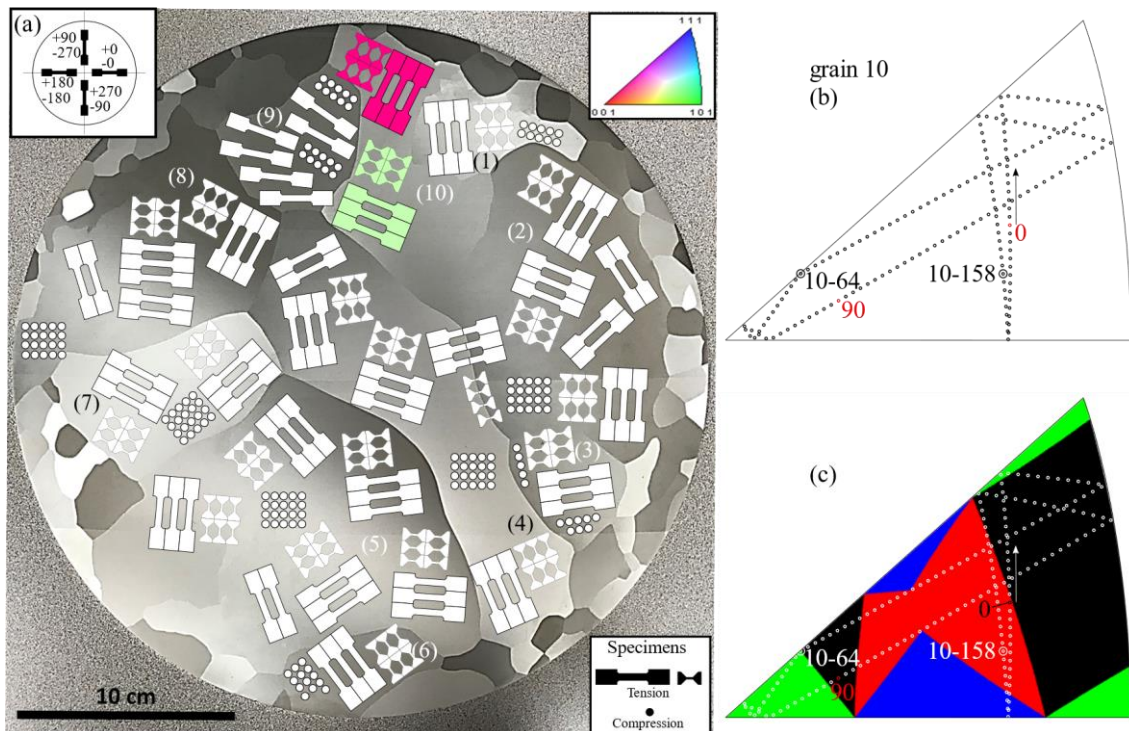 (a)
+90
-270
+0
-0
+180
-180
+270
-90
1 1 1
0 0 1
1 0 1
(9)
(1)
(8)
(10)
(2)
(7)
(3)
(4)
(5)
(6)
10 cm
Specimens
Tension
Compression
grain 10
(b)
0
10-64
10-158
90
(c)
0
10-64
10-158
90